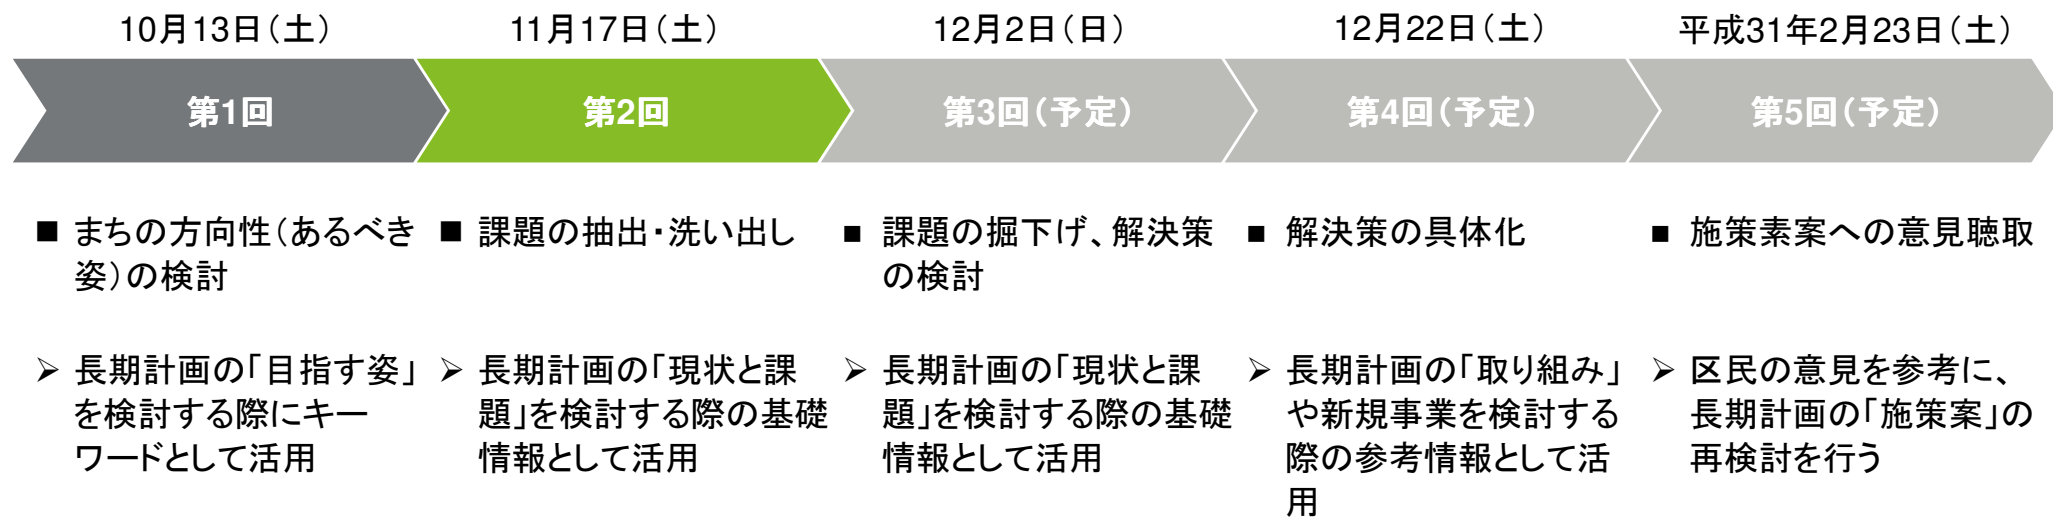 10月13日（土）
11月17日（土）
12月2日（日）
12月22日（土）
平成31年2月23日（土）
第1回
第2回
第3回（予定）
第4回（予定）
第5回（予定）
■ まちの方向性（あるべき
姿）の検討
■ 課題の抽出・洗い出し
■ 課題の掘下げ、解決策
の検討
■ 解決策の具体化
■ 施策素案への意見聴取
➢ 長期計画の「目指す姿」
を検討する際にキー
ワードとして活用
➢ 長期計画の「現状と課
題」を検討する際の基礎
情報として活用
➢ 長期計画の「現状と課
題」を検討する際の基礎
情報として活用
➢ 長期計画の「取り組み」
や新規事業を検討する
際の参考情報として活
用
➢ 区民の意見を参考に、
長期計画の「施策案」の
再検討を行う